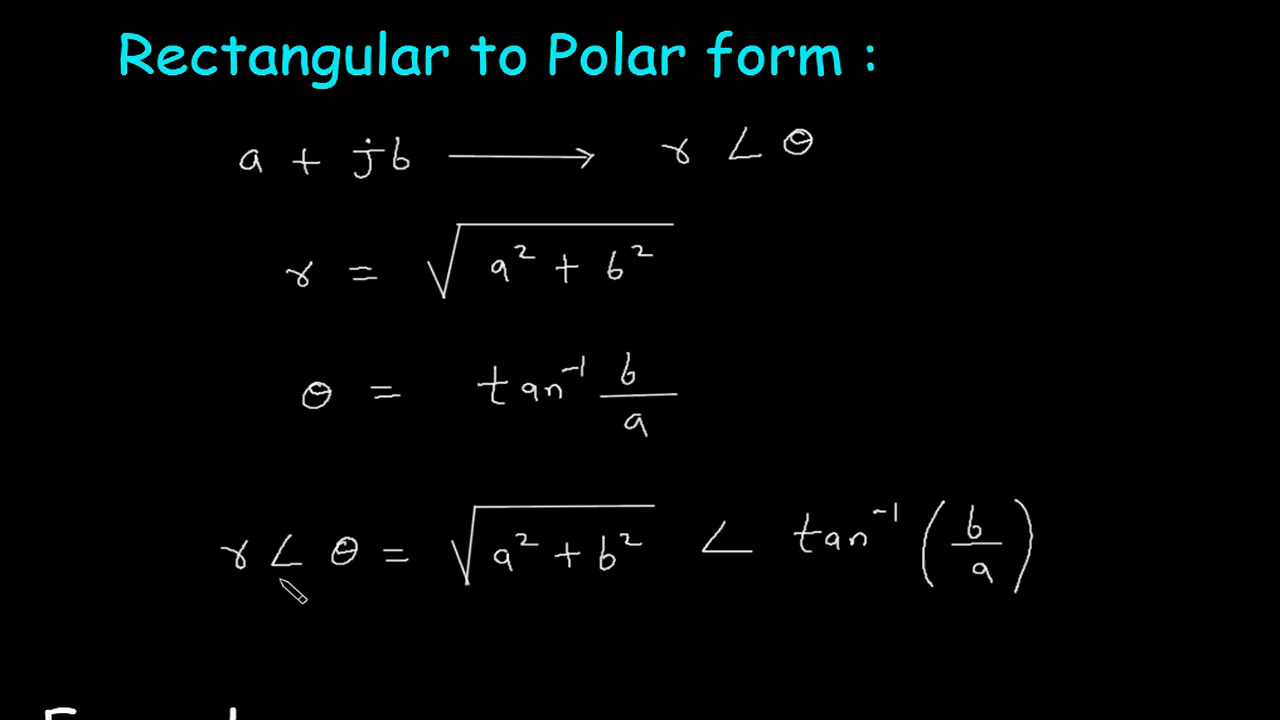 Rectangular to Polar form :
a + jb ⟶ r ∠ θ
r = √(a² + b²)
θ = tan⁻¹ b/a
r ∠ θ = √(a² + b²) ∠ tan⁻¹ (b/a)